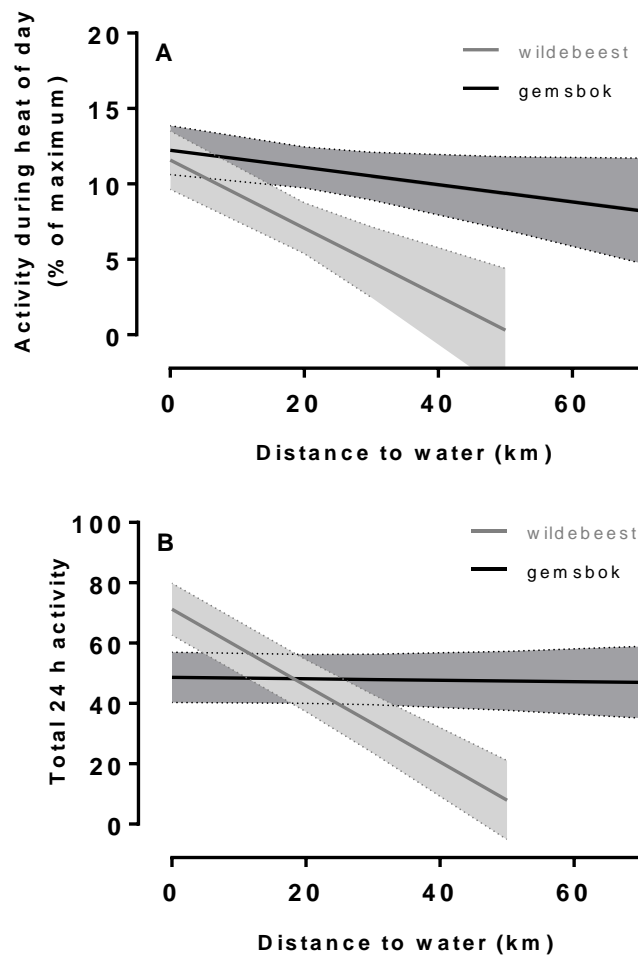 A
wildebeest
gemsbok
Activity during heat of day
(% of maximum)
20
15
10
5
0
0 20 40 60
Distance to water (km)
B
wildebeest
gemsbok
Total 24 h activity
100
80
60
40
20
0
0 20 40 60
Distance to water (km)